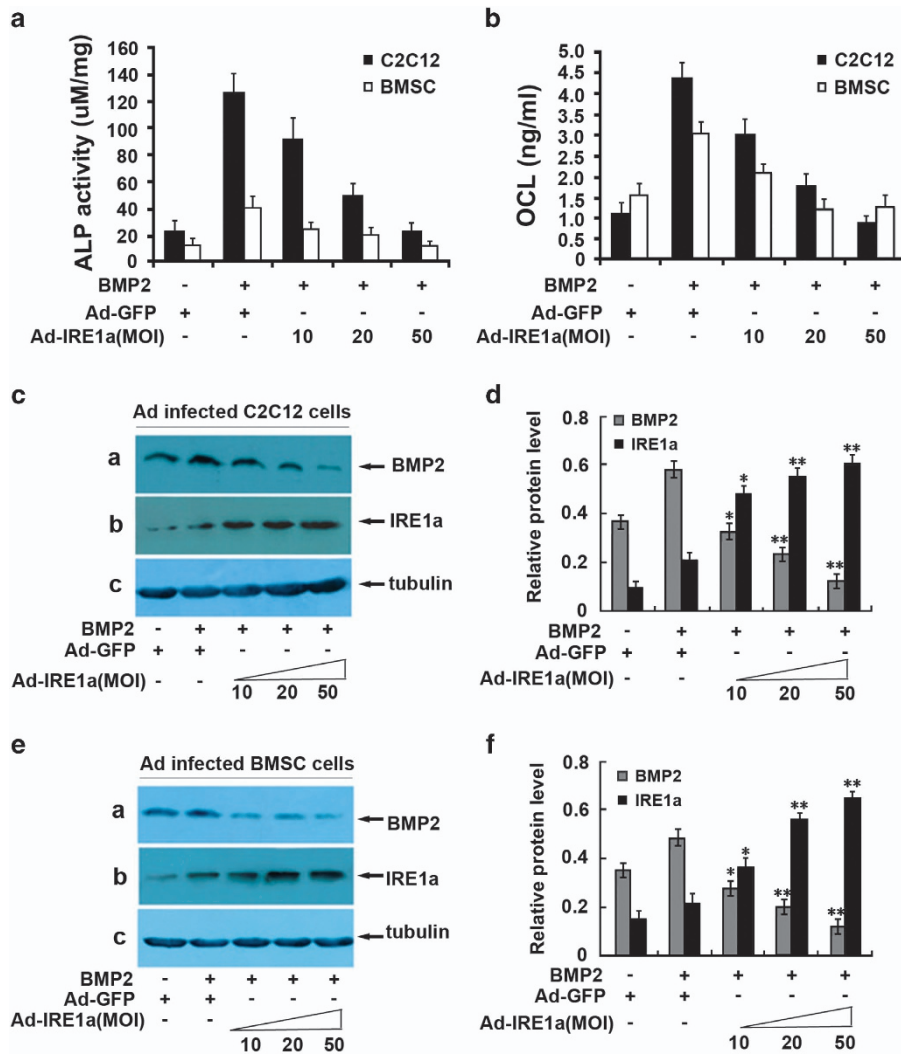 a
ALP activity (uM/mg)
160
140
120
100
80
60
40
20
0
C2C12
BMSC
BMP2 - + + + +
Ad-GFP + + - - -
Ad-IRE1a(MOI) - - 10 20 50
b
OCL (ng/ml)
5.0
4.5
4.0
3.5
3.0
2.5
2.0
1.5
1.0
0.5
0
C2C12
BMSC
BMP2 - + + + +
Ad-GFP + + - - -
Ad-IRE1a(MOI) - - 10 20 50
c
Ad infected C2C12 cells
a BMP2
b IRE1a
c tubulin
BMP2 - + + + +
Ad-GFP + + - - -
Ad-IRE1a(MOI) - - 10 20 50
d
Relative protein level
0.8
0.6
0.4
0.2
0
BMP2
IRE1a
* * ** ** ** **
BMP2 - + + + +
Ad-GFP + + - - -
Ad-IRE1a(MOI) - - 10 20 50
e
Ad infected BMSC cells
a BMP2
b IRE1a
c tubulin
BMP2 - + + + +
Ad-GFP + + - - -
Ad-IRE1a(MOI) - - 10 20 50
f
Relative protein level
0.8
0.6
0.4
0.2
0
BMP2
IRE1a
* * ** ** ** **
BMP2 - + + + +
Ad-GFP + + - - -
Ad-IRE1a(MOI) - - 10 20 50